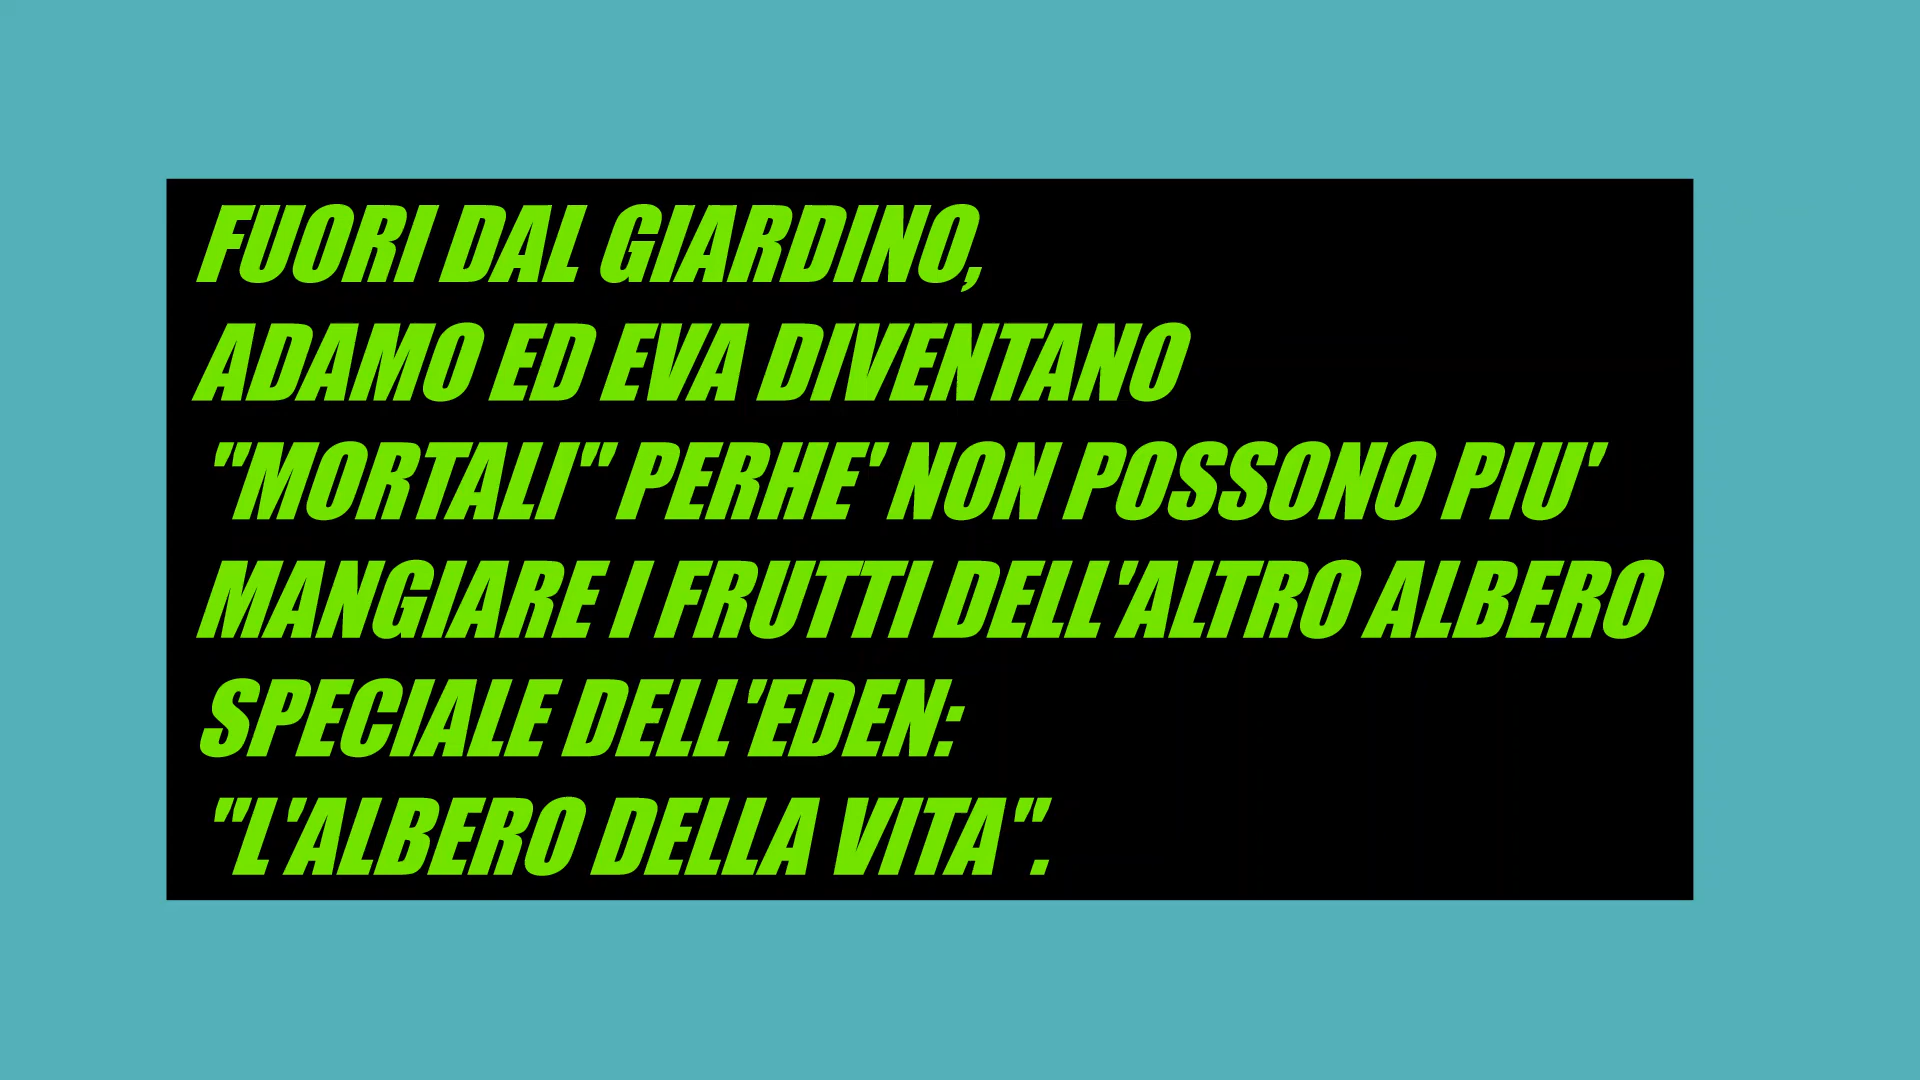 FUORI DAL GIARDINO,
ADAMO ED EVA DIVENTANO
"MORTALI" PERHE' NON POSSONO PIU'
MANGIARE I FRUTTI DELL'ALTRO ALBERO
SPECIALE DELL'EDEN:
"L'ALBERO DELLA VITA".